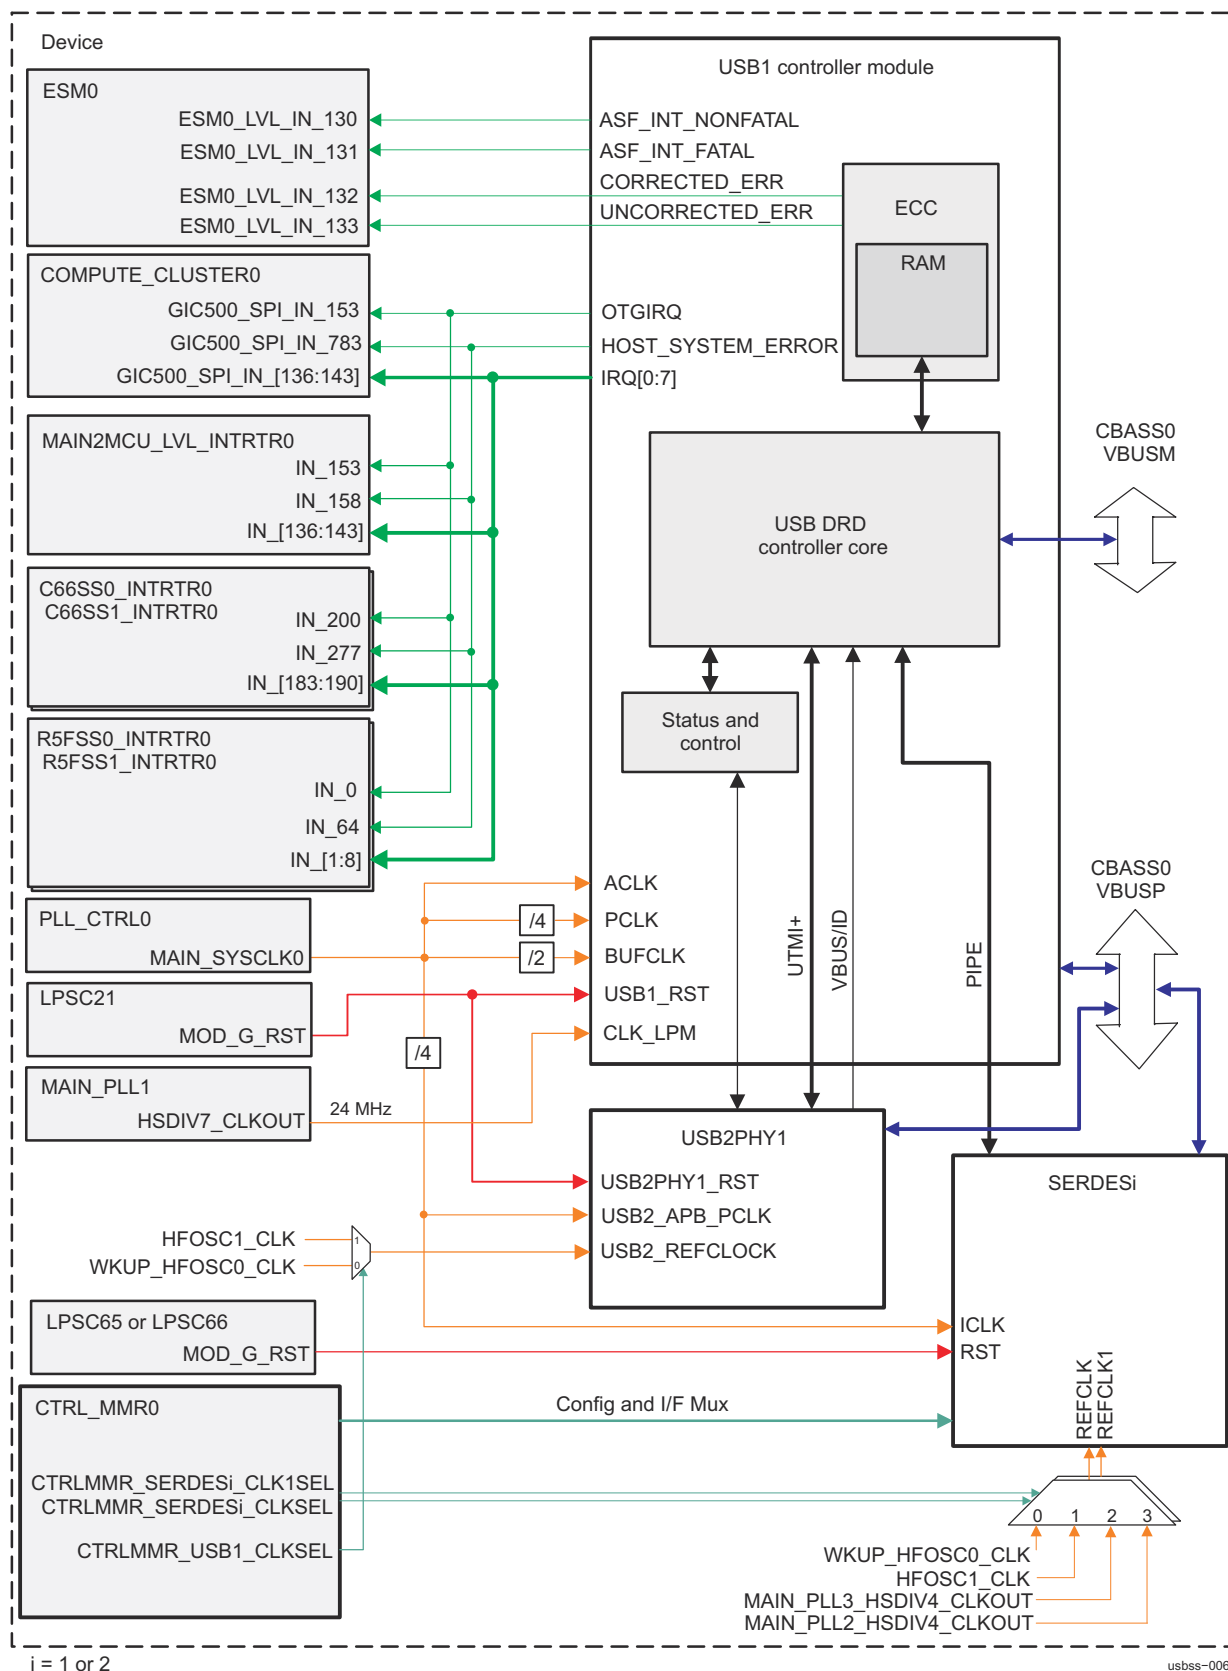 Device
USB1 controller module
ESM0
ESM0_LVL_IN_130
ASF_INT_NONFATAL
ESM0_LVL_IN_131
ASF_INT_FATAL
CORRECTED_ERR
ESM0_LVL_IN_132
UNCORRECTED_ERR
ESM0_LVL_IN_133
ECC
RAM
COMPUTE_CLUSTER0
GIC500_SPI_IN_153
OTGIRQ
GIC500_SPI_IN_783
HOST_SYSTEM_ERROR
GIC500_SPI_IN_[136:143]
IRQ[0:7]
MAIN2MCU_LVL_INTRTR0
IN_153
IN_158
IN_[136:143]
USB DRD
controller core
CBASS0
VBUSM
C66SS0_INTRTR0
C66SS1_INTRTR0
IN_200
IN_277
IN_[183:190]
Status and
control
R5FSS0_INTRTR0
R5FSS1_INTRTR0
IN_0
IN_64
IN_[1:8]
CBASS0
VBUSP
ACLK
PLL_CTRL0
/4
PCLK
MAIN_SYSCLK0
/2
BUFCLK
UTMI+
VBUS/ID
PIPE
LPSC21
USB1_RST
MOD_G_RST
CLK_LPM
/4
MAIN_PLL1
HSDIV7_CLKOUT
24 MHz
USB2PHY1
USB2PHY1_RST
USB2_APB_PCLK
USB2_REFCLOCK
SERDESi
HFOSC1_CLK
1
WKUP_HFOSC0_CLK
0
LPSC65 or LPSC66
MOD_G_RST
ICLK
RST
REFCLK
REFCLK1
CTRL_MMR0
Config and I/F Mux
CTRLMMR_SERDESi_CLK1SEL
CTRLMMR_SERDESi_CLKSEL
CTRLMMR_USB1_CLKSEL
0 1 2 3
WKUP_HFOSC0_CLK
HFOSC1_CLK
MAIN_PLL3_HSDIV4_CLKOUT
MAIN_PLL2_HSDIV4_CLKOUT
i = 1 or 2
usbss-006